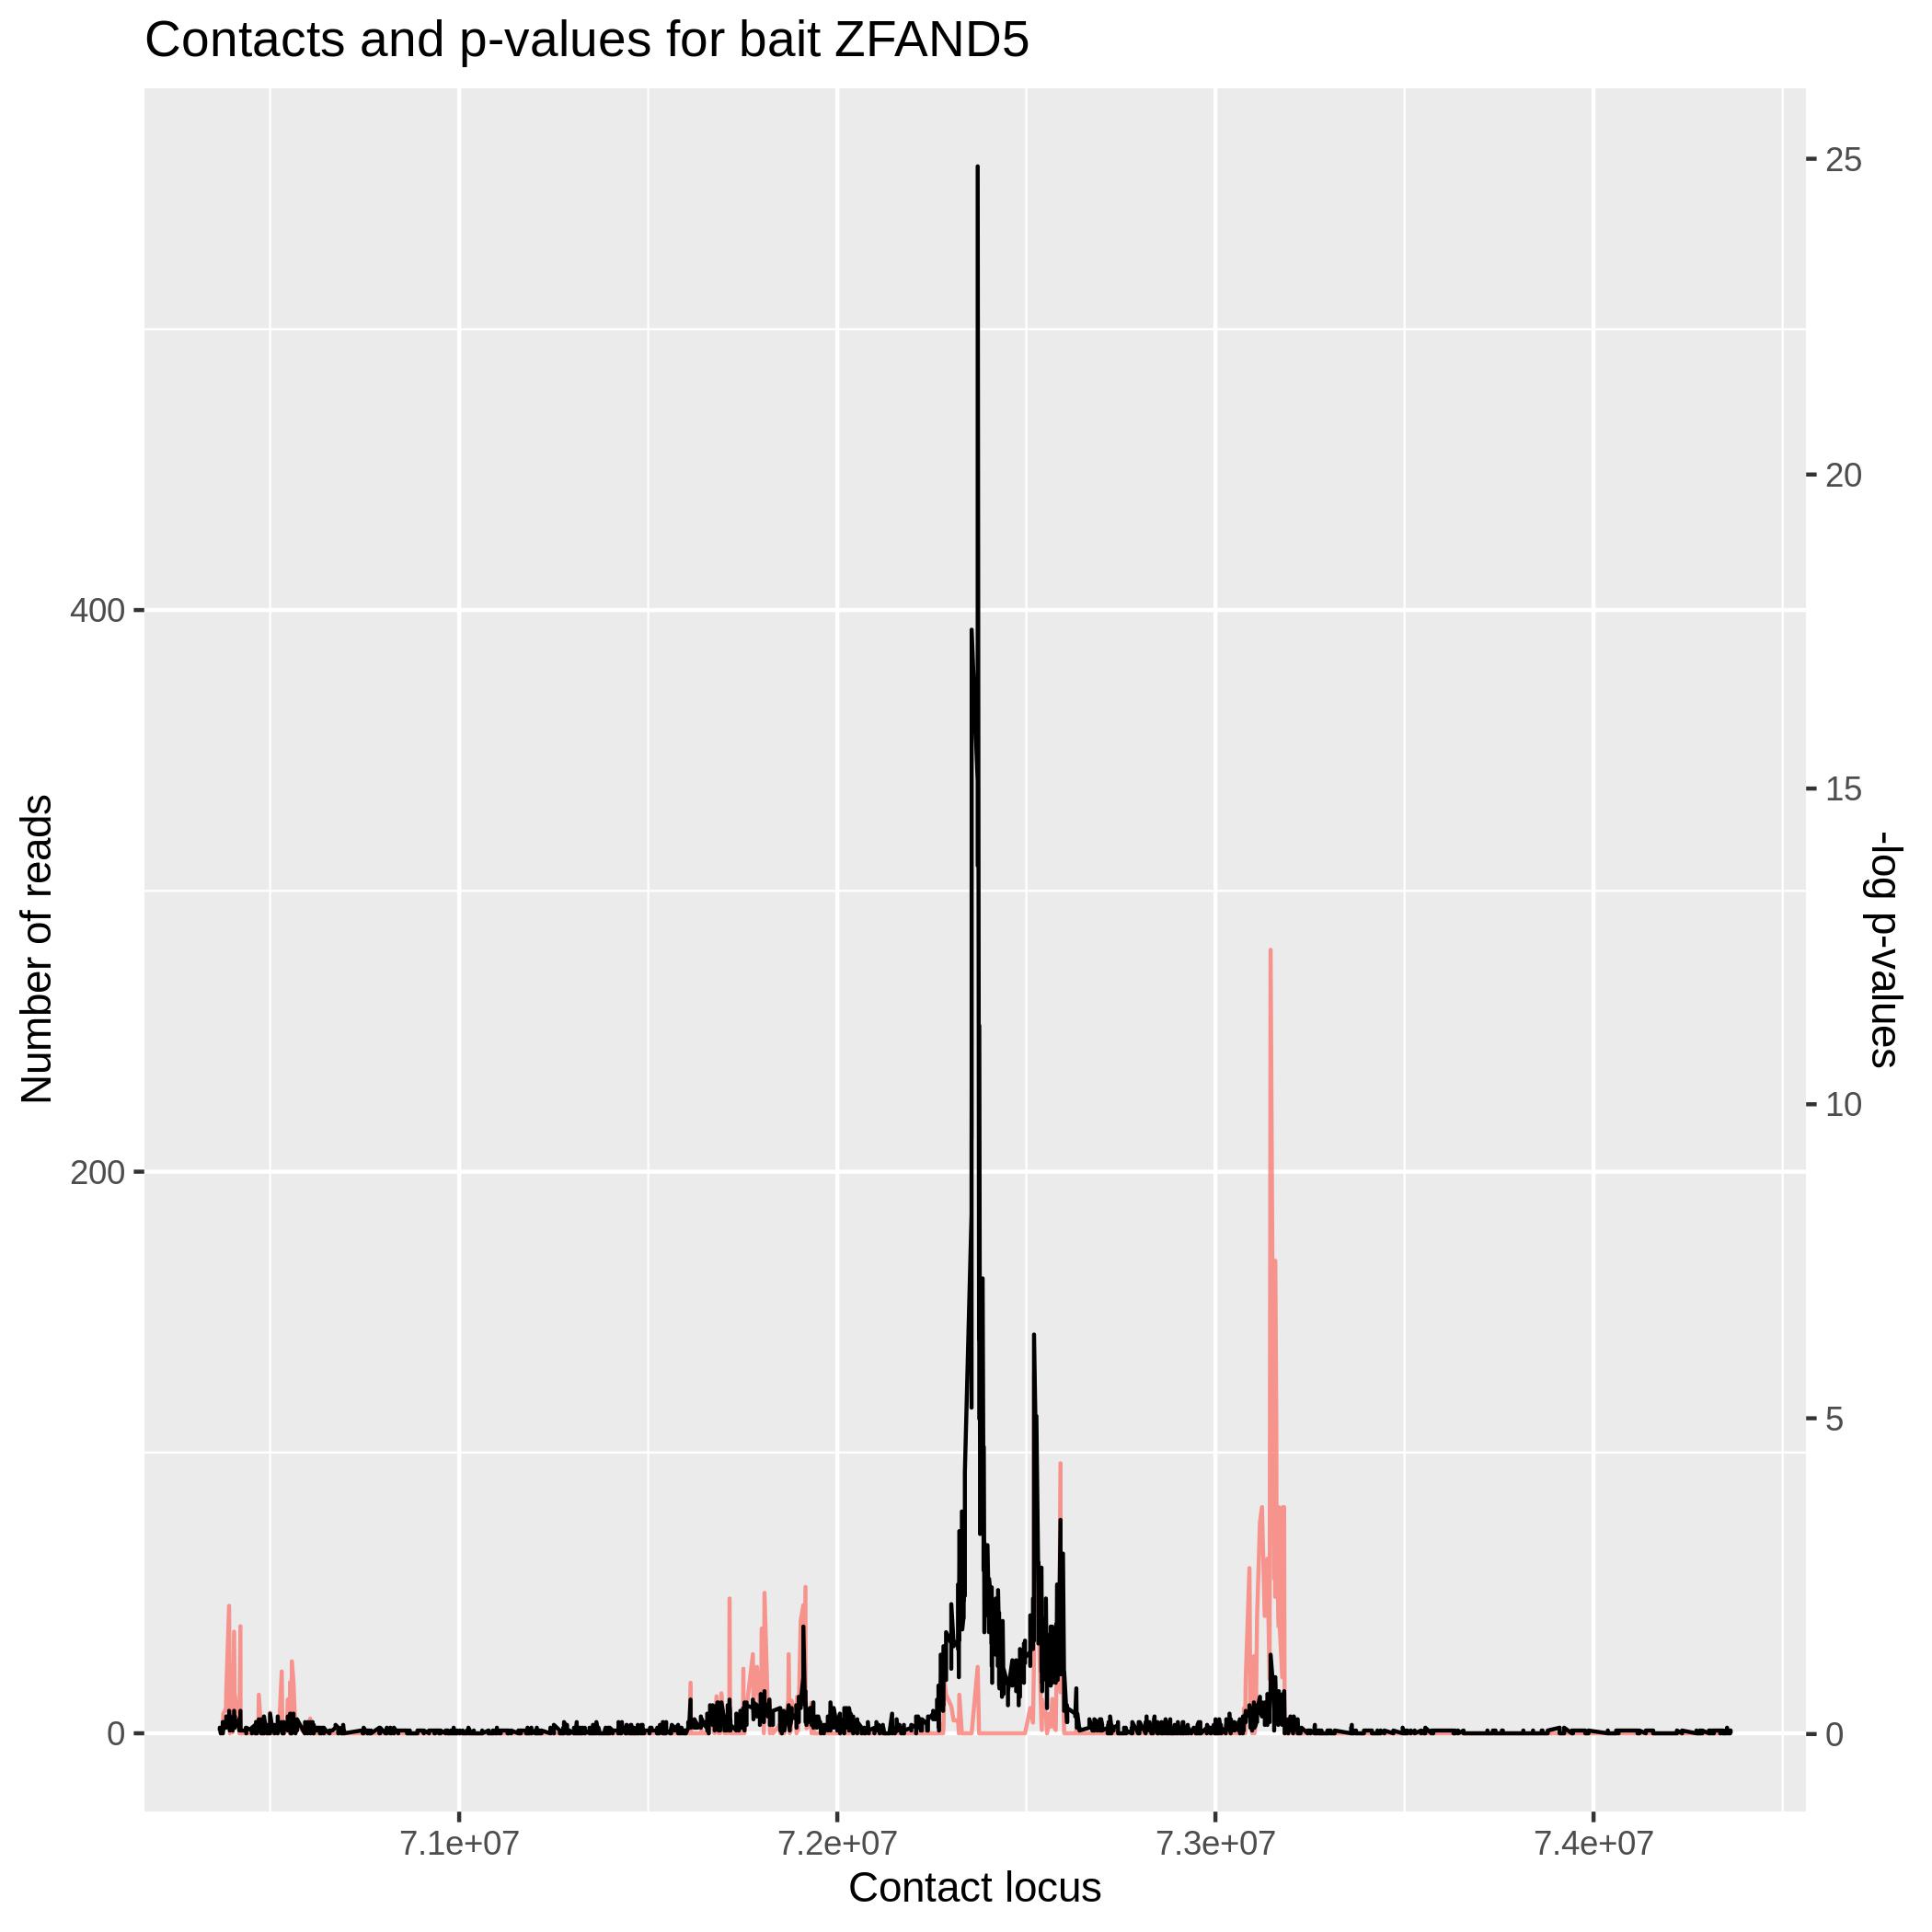 Contacts and p-values for bait ZFAND5
Number of reads
400
200
0
25
20
15
10
5
0
-log p-values
7.1e+07
7.2e+07
7.3e+07
7.4e+07
Contact locus